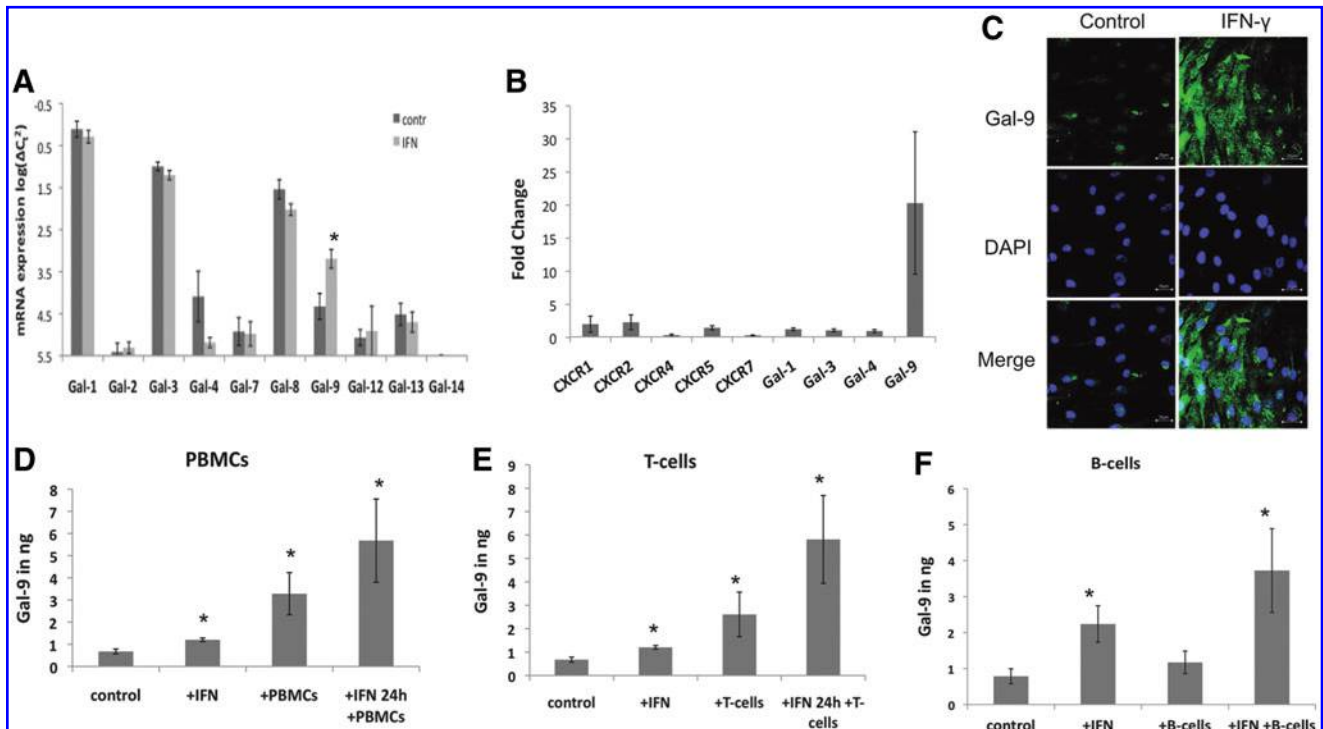 A
mRNA expression log(ΔCt²)
-0.5
0.5
1.5
2.5
3.5
4.5
5.5
contr
IFN
*
Gal-1 Gal-2 Gal-3 Gal-4 Gal-7 Gal-8 Gal-9 Gal-12 Gal-13 Gal-14
B
Fold Change
35
30
25
20
15
10
5
0
CXCR1 CXCR2 CXCR4 CXCR5 CXCR7 Gal-1 Gal-3 Gal-4 Gal-9
C
Control IFN-γ
Gal-9
DAPI
Merge
D
PBMCs
Gal-9 in ng
8
7
6
5
4
3
2
1
0
* * *
control +IFN +PBMCs +IFN 24h
+PBMCs
E
T-cells
Gal-9 in ng
9
8
7
6
5
4
3
2
1
0
* * *
control +IFN +T-cells +IFN 24h +T-
cells
F
B-cells
Gal-9 in ng
6
5
4
3
2
1
0
* *
control +IFN +B-cells +IFN +B-cells